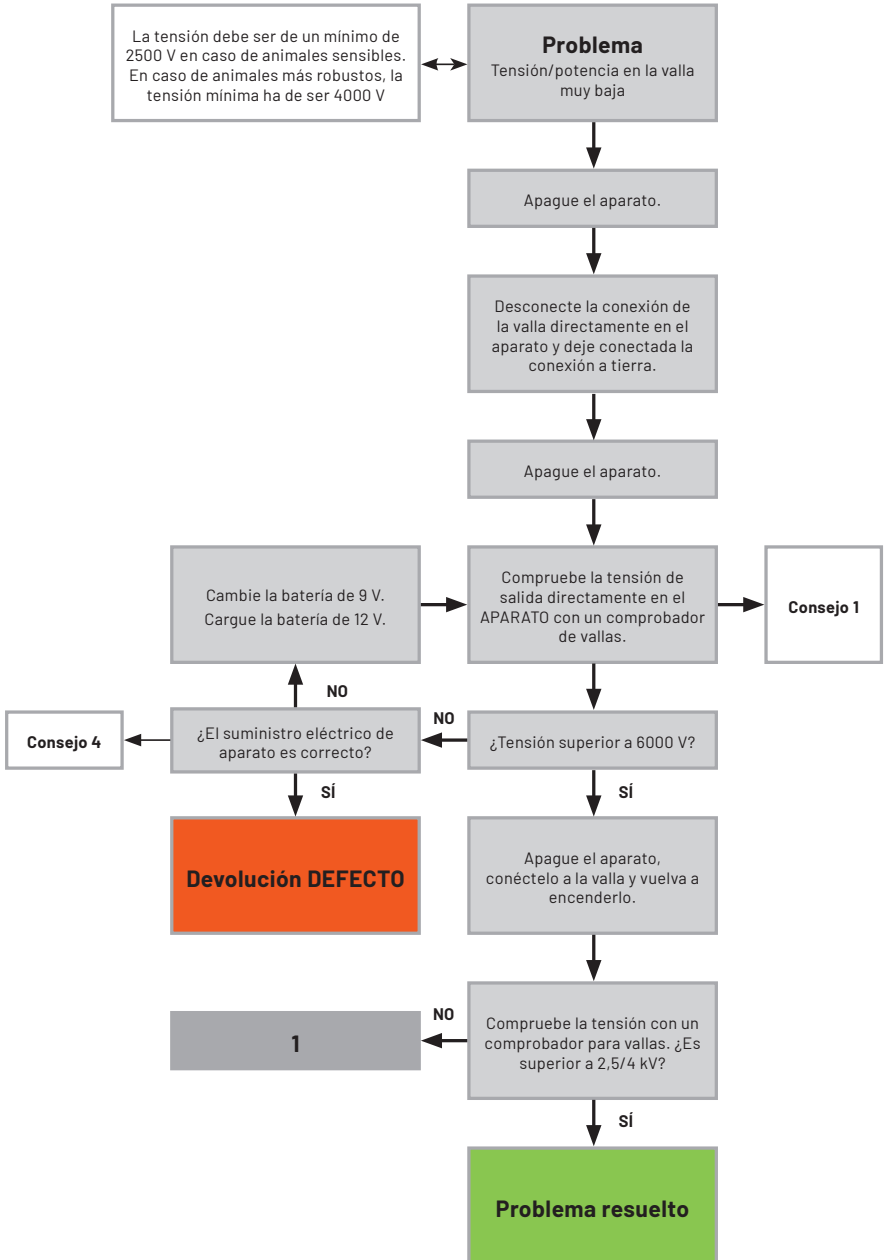 La tensión debe ser de un mínimo de
2500 V en caso de animales sensibles.
En caso de animales más robustos, la
tensión mínima ha de ser 4000 V
Problema
Tensión/potencia en la valla
muy baja
Apague el aparato.
Desconecte la conexión de
la valla directamente en el
aparato y deje conectada la
conexión a tierra.
Apague el aparato.
Cambie la batería de 9 V.
Cargue la batería de 12 V.
Compruebe la tensión de
salida directamente en el
APARATO con un comprobador
de vallas.
Consejo 1
NO
Consejo 4
¿El suministro eléctrico de
aparato es correcto?
NO
¿Tensión superior a 6000 V?
SÍ
SÍ
Devolución DEFECTO
Apague el aparato,
conéctelo a la valla y vuelva a
encenderlo.
1
NO
Compruebe la tensión con un
comprobador para vallas. ¿Es
superior a 2,5/4 kV?
SÍ
Problema resuelto